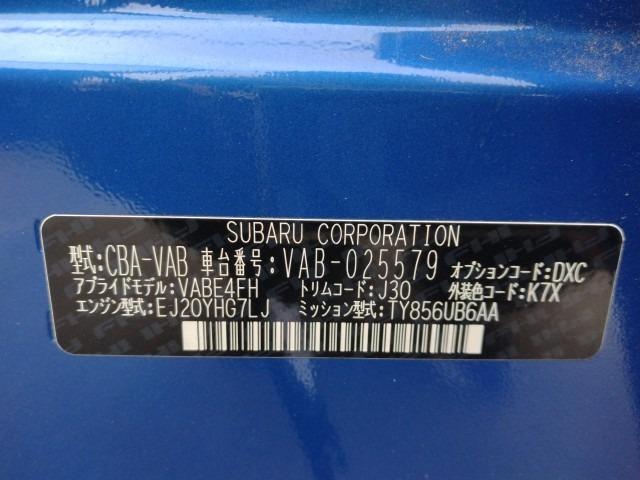 SUBARU CORPORATION
型式:CBA-VAB 車台番号:VAB-025579 オプションコード:DXC
アプライドモデル:VABE4FH トリムコード:J30 外装色コード:K7X
エンジン型式:EJ20YHG7LJ ミッション型式:TY856UB6AA